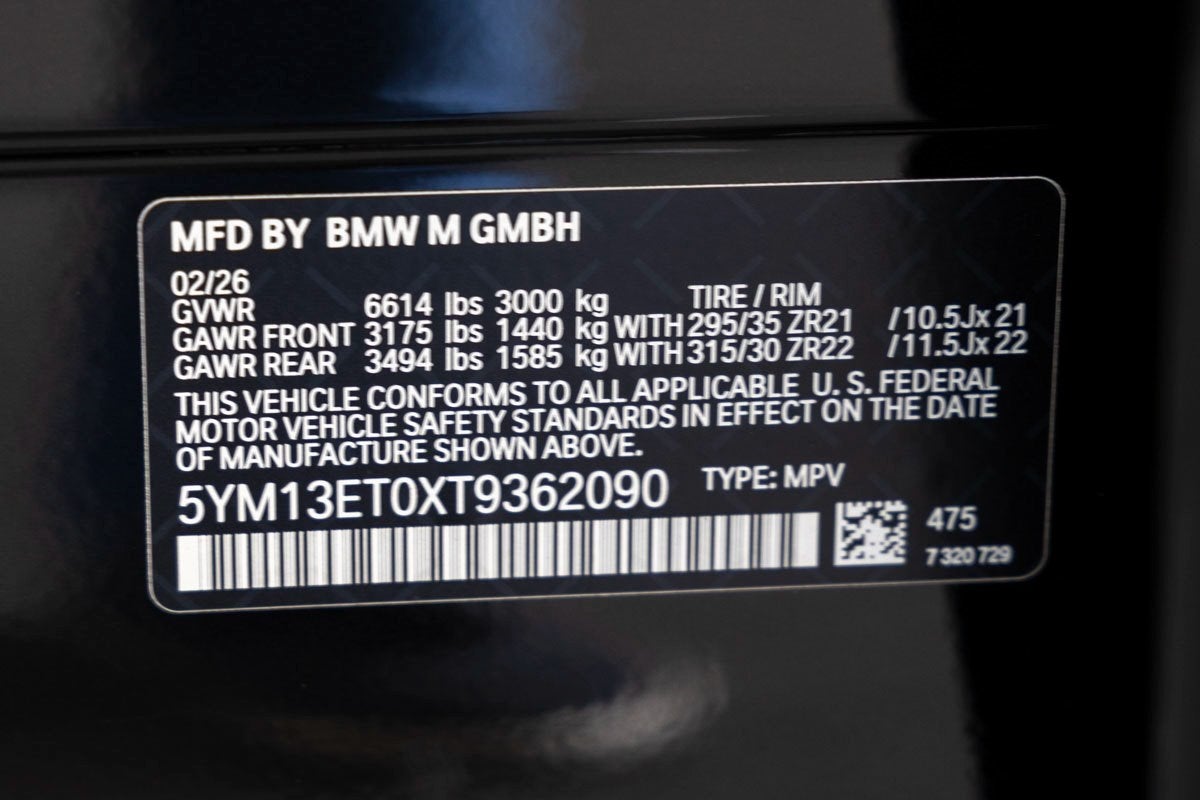 MFD BY BMW M GMBH
02/26
GVWR 6614 lbs 3000 kg TIRE / RIM
GAWR FRONT 3175 lbs 1440 kg WITH 295/35 ZR21 /10.5Jx 21
GAWR REAR 3494 lbs 1585 kg WITH 315/30 ZR22 /11.5Jx 22
THIS VEHICLE CONFORMS TO ALL APPLICABLE U. S. FEDERAL
MOTOR VEHICLE SAFETY STANDARDS IN EFFECT ON THE DATE
OF MANUFACTURE SHOWN ABOVE.
5YM13ET0XT9362090 TYPE: MPV
475
7 320 729